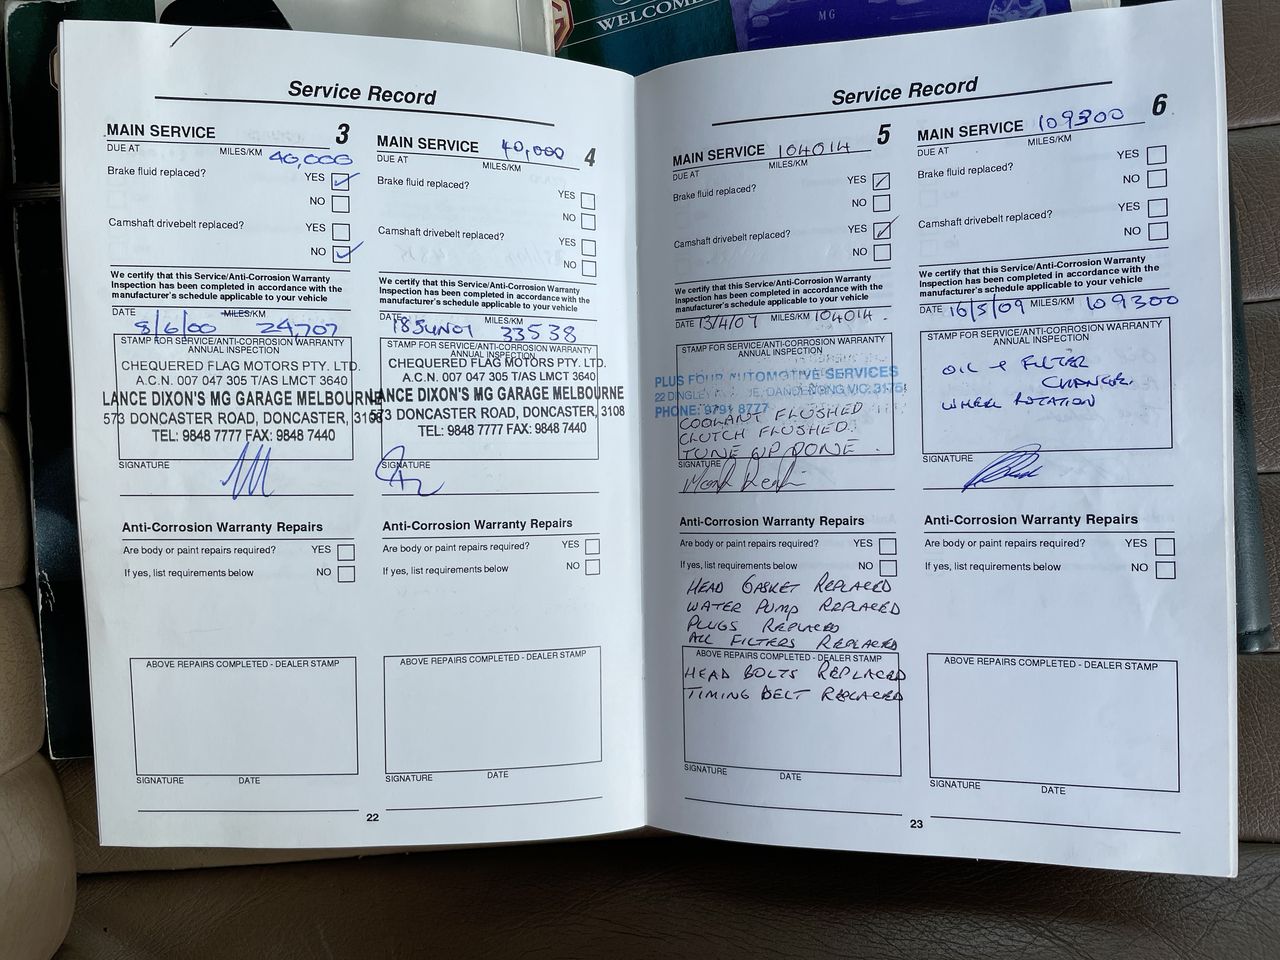 WELCOME
MG
Service Record
MAIN SERVICE 3
DUE AT MILES/KM 40,000
Brake fluid replaced? YES
NO
Camshaft drivebelt replaced? YES
NO
We certify that this Service/Anti-Corrosion Warranty
Inspection has been completed in accordance with the
manufacturer's schedule applicable to your vehicle
DATE 8/6/00 MILES/KM 24707
STAMP FOR SERVICE/ANTI-CORROSION WARRANTY
ANNUAL INSPECTION
CHEQUERED FLAG MOTORS PTY. LTD.
A.C.N. 007 047 305 T/AS LMCT 3640
LANCE DIXON'S MG GARAGE MELBOURNE
573 DONCASTER ROAD, DONCASTER, 3108
TEL: 9848 7777 FAX: 9848 7440
SIGNATURE
Anti-Corrosion Warranty Repairs
Are body or paint repairs required? YES
If yes, list requirements below NO
ABOVE REPAIRS COMPLETED - DEALER STAMP
SIGNATURE DATE
22
MAIN SERVICE 40,000 4
DUE AT MILES/KM
Brake fluid replaced? YES
NO
Camshaft drivebelt replaced? YES
NO
We certify that this Service/Anti-Corrosion Warranty
Inspection has been completed in accordance with the
manufacturer's schedule applicable to your vehicle
DATE 18JUN01 MILES/KM 33538
STAMP FOR SERVICE/ANTI-CORROSION WARRANTY
ANNUAL INSPECTION
CHEQUERED FLAG MOTORS PTY. LTD.
A.C.N. 007 047 305 T/AS LMCT 3640
LANCE DIXON'S MG GARAGE MELBOURNE
573 DONCASTER ROAD, DONCASTER, 3108
TEL: 9848 7777 FAX: 9848 7440
SIGNATURE
Anti-Corrosion Warranty Repairs
Are body or paint repairs required? YES
If yes, list requirements below NO
ABOVE REPAIRS COMPLETED - DEALER STAMP
SIGNATURE DATE
Service Record
MAIN SERVICE 104014 5
DUE AT MILES/KM
Brake fluid replaced? YES
NO
Camshaft drivebelt replaced? YES
NO
We certify that this Service/Anti-Corrosion Warranty
Inspection has been completed in accordance with the
manufacturer's schedule applicable to your vehicle
DATE 13/4/07 MILES/KM 104014.
STAMP FOR SERVICE/ANTI-CORROSION WARRANTY
ANNUAL INSPECTION
PLUS FOUR AUTOMOTIVE SERVICES
22 DINGLEY AVENUE, DANDENONG VIC. 3175
PHONE: 9791 8777
COOLANT FLUSHED
CLUTCH FLUSHED.
TUNE UP DONE.
SIGNATURE
Anti-Corrosion Warranty Repairs
Are body or paint repairs required? YES
If yes, list requirements below NO
HEAD GASKET REPLACED
WATER PUMP REPLACED
PLUGS REPLACED
ALL FILTERS REPLACED
ABOVE REPAIRS COMPLETED - DEALER STAMP
HEAD BOLTS REPLACED
TIMING BELT REPLACED
SIGNATURE DATE
MAIN SERVICE 109300 6
DUE AT MILES/KM
Brake fluid replaced? YES
NO
Camshaft drivebelt replaced? YES
NO
We certify that this Service/Anti-Corrosion Warranty
Inspection has been completed in accordance with the
manufacturer's schedule applicable to your vehicle
DATE 16/5/09 MILES/KM 109300
STAMP FOR SERVICE/ANTI-CORROSION WARRANTY
ANNUAL INSPECTION
OIL + FILTER
CHANGE.
WHEEL ROTATION
SIGNATURE
Anti-Corrosion Warranty Repairs
Are body or paint repairs required? YES
If yes, list requirements below NO
ABOVE REPAIRS COMPLETED - DEALER STAMP
SIGNATURE DATE
23